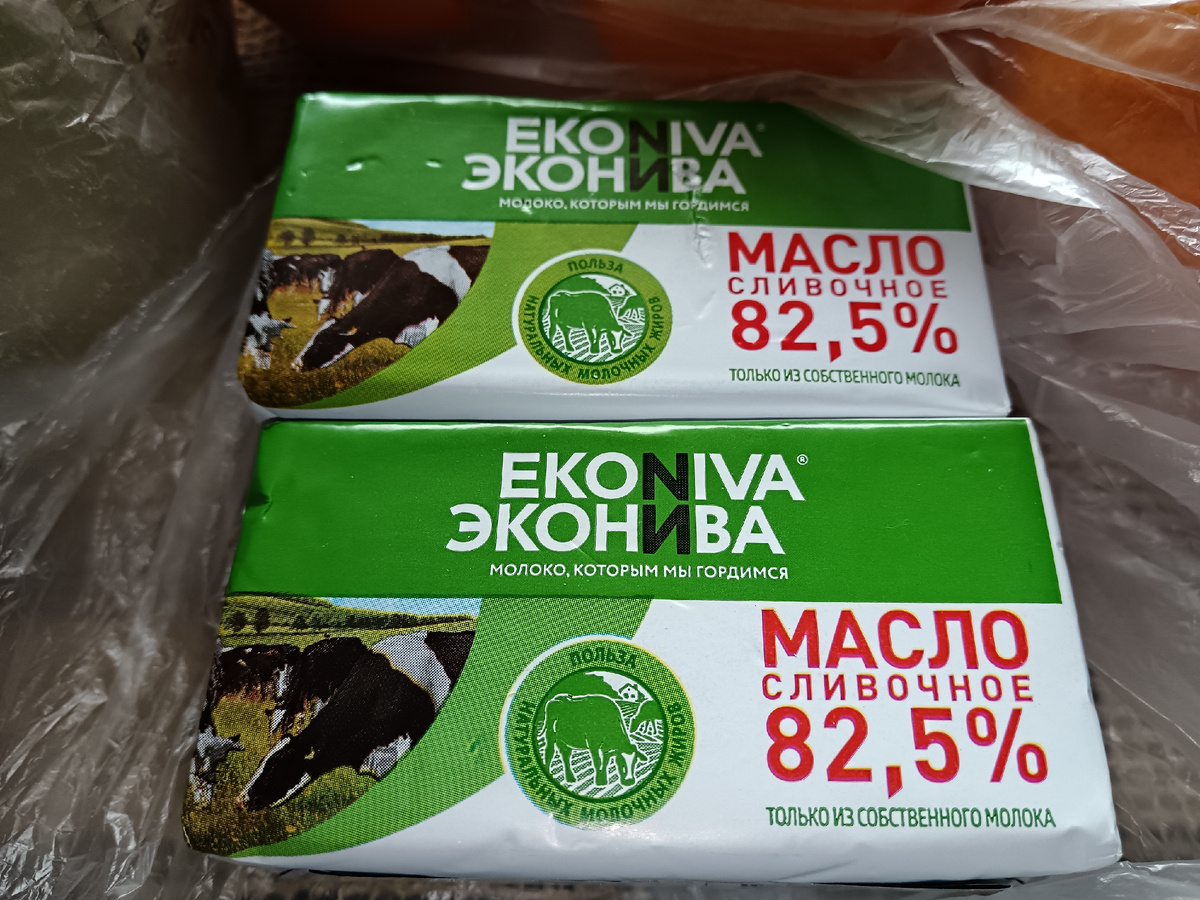 EKONIVA
ЭКОНИВА
МОЛОКО, КОТОРЫМ МЫ ГОРДИМСЯ
ПОЛЬЗА
НАТУРАЛЬНЫХ МОЛОЧНЫХ ЖИРОВ
МАСЛО
СЛИВОЧНОЕ
82,5%
ТОЛЬКО ИЗ СОБСТВЕННОГО МОЛОКА
EKONIVA®
ЭКОНИВА
МОЛОКО, КОТОРЫМ МЫ ГОРДИМСЯ
ПОЛЬЗА
НАТУРАЛЬНЫХ МОЛОЧНЫХ ЖИРОВ
МАСЛО
СЛИВОЧНОЕ
82,5%
ТОЛЬКО ИЗ СОБСТВЕННОГО МОЛОКА